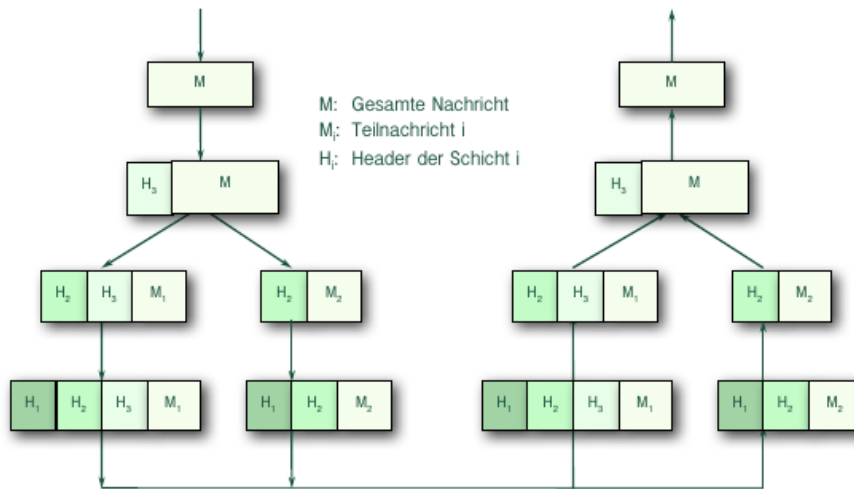 M
M
M: Gesamte Nachricht
Mᵢ: Teilnachricht i
Hᵢ: Header der Schicht i
H₃ M
H₃ M
H₂ H₃ M₁
H₂ M₂
H₂ H₃ M₁
H₂ M₂
H₁ H₂ H₃ M₁
H₁ H₂ M₂
H₁ H₂ H₃ M₁
H₁ H₂ M₂